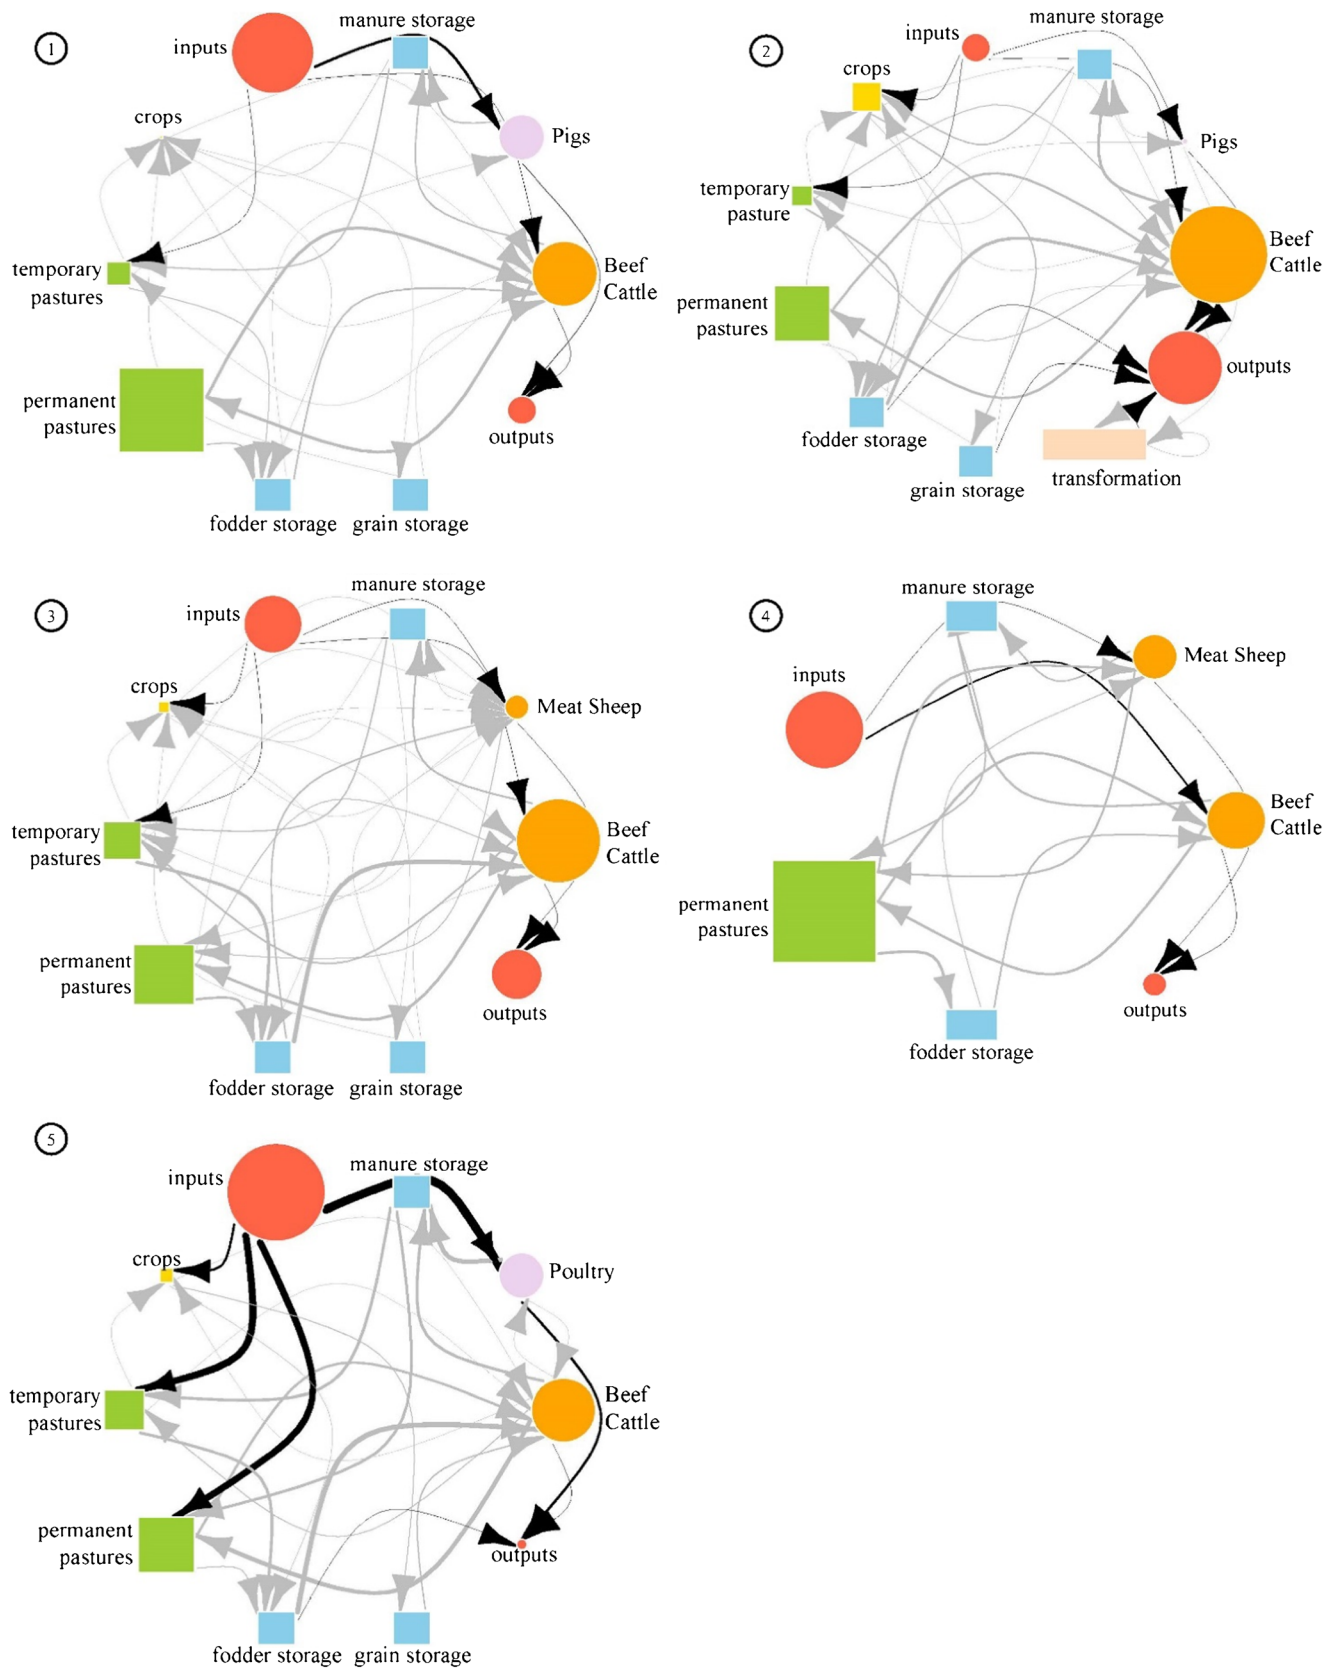 1
manure storage
inputs
crops
Pigs
temporary
pastures
Beef
Cattle
permanent
pastures
outputs
fodder storage
grain storage
2
manure storage
inputs
crops
Pigs
temporary
pasture
Beef
Cattle
permanent
pastures
outputs
fodder storage
transformation
grain storage
3
manure storage
inputs
crops
Meat Sheep
temporary
pastures
Beef
Cattle
permanent
pastures
outputs
fodder storage
grain storage
4
manure storage
Meat Sheep
inputs
Beef
Cattle
permanent
pastures
outputs
fodder storage
5
manure storage
inputs
crops
Poultry
temporary
pastures
Beef
Cattle
permanent
pastures
outputs
fodder storage
grain storage